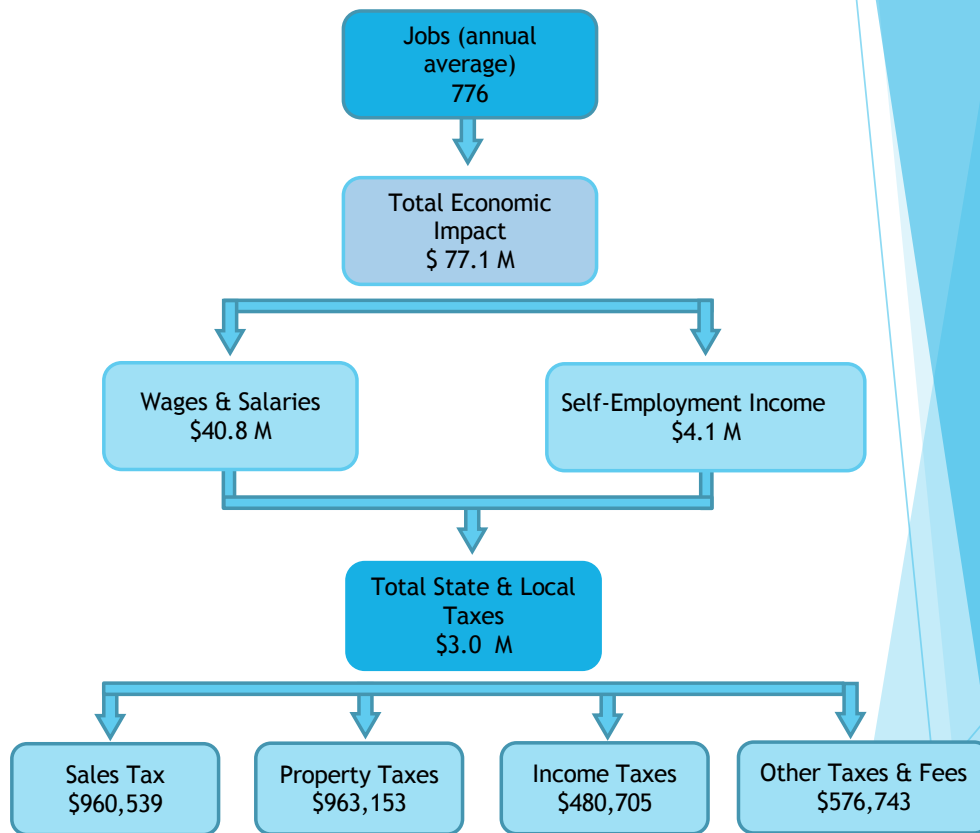 Jobs (annual
average)
776
Total Economic
Impact
$ 77.1 M
Wages & Salaries
$40.8 M
Self-Employment Income
$4.1 M
Total State & Local
Taxes
$3.0 M
Sales Tax
$960,539
Property Taxes
$963,153
Income Taxes
$480,705
Other Taxes & Fees
$576,743